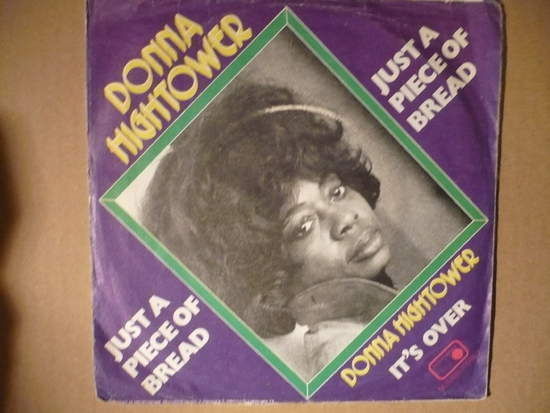 DONNA
HIGHTOWER
JUST A
PIECE OF
BREAD
JUST A
PIECE OF
BREAD
DONNA HIGHTOWER
IT'S OVER